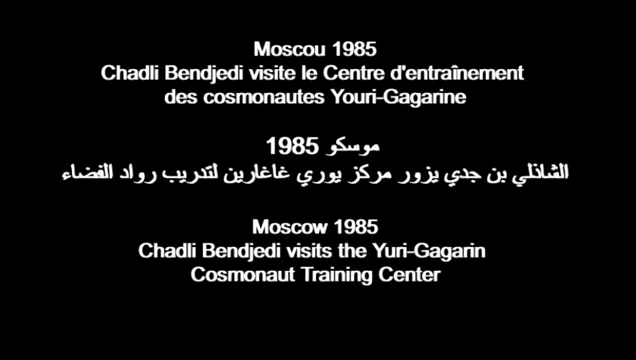 Moscou 1985
Chadli Bendjedi visite le Centre d'entraînement
des cosmonautes Youri-Gagarine
موسكو 1985
الشاذلي بن جدي يزور مركز يوري غاغارين لتدريب رواد الفضاء
Moscow 1985
Chadli Bendjedi visits the Yuri-Gagarin
Cosmonaut Training Center